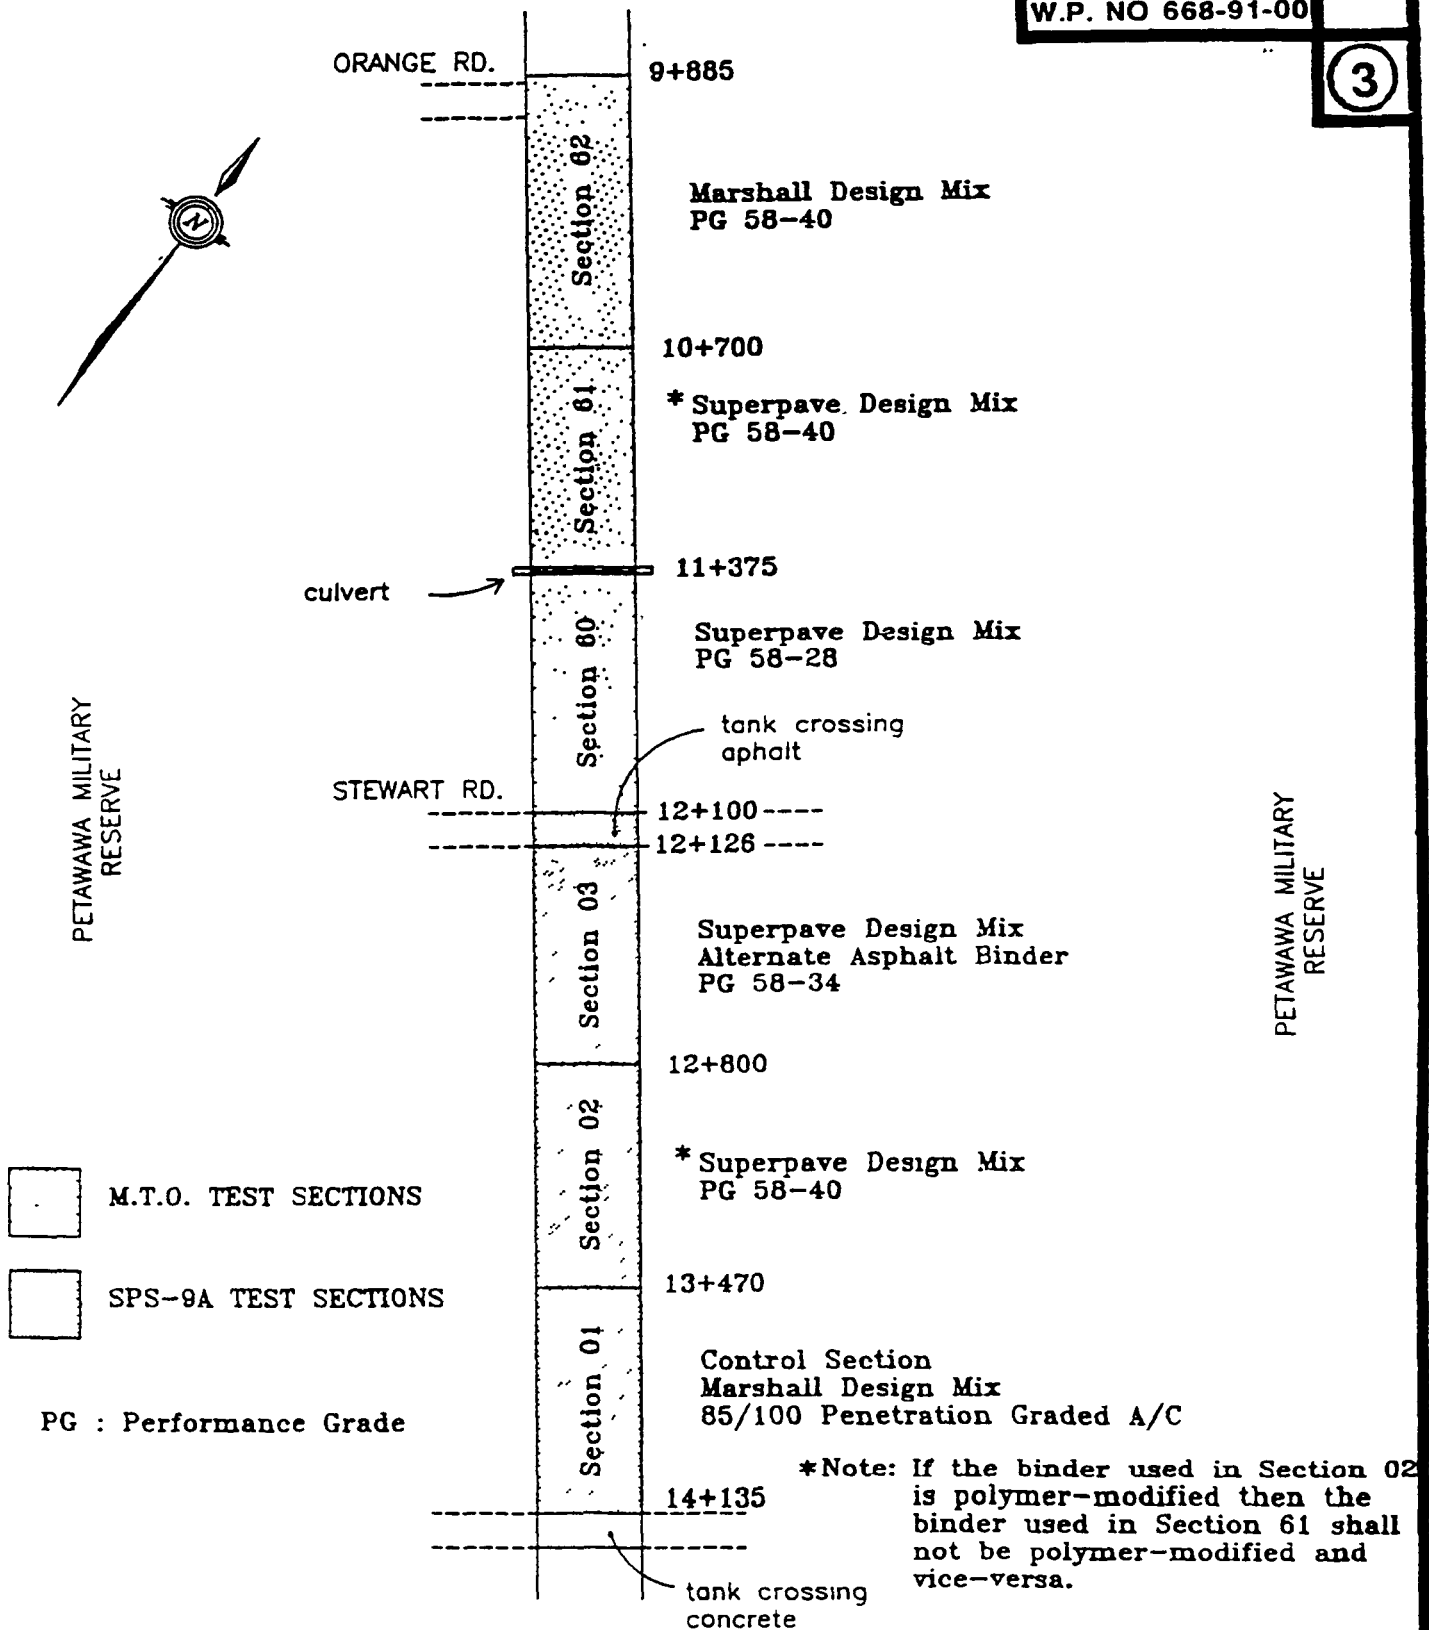 W.P. NO 668-91-00
3
ORANGE RD.
9+885
Section 62
Marshall Design Mix
PG 58-40
N
10+700
Section 61
* Superpave Design Mix
PG 58-40
11+375
culvert
Section 60
Superpave Design Mix
PG 58-28
tank crossing
aphalt
PETAWAWA MILITARY
RESERVE
STEWART RD.
12+100
12+126
PETAWAWA MILITARY
RESERVE
Section 03
Superpave Design Mix
Alternate Asphalt Binder
PG 58-34
12+800
Section 02
* Superpave Design Mix
PG 58-40
M.T.O. TEST SECTIONS
SPS-9A TEST SECTIONS
13+470
Section 01
Control Section
Marshall Design Mix
85/100 Penetration Graded A/C
PG : Performance Grade
*Note: If the binder used in Section 02
is polymer-modified then the
binder used in Section 61 shall
not be polymer-modified and
vice-versa.
14+135
tank crossing
concrete